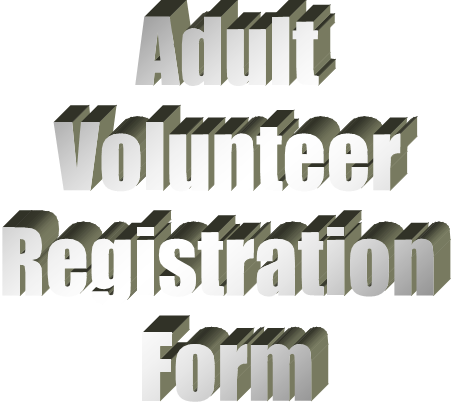 Adult
Volunteer
Registration
Form